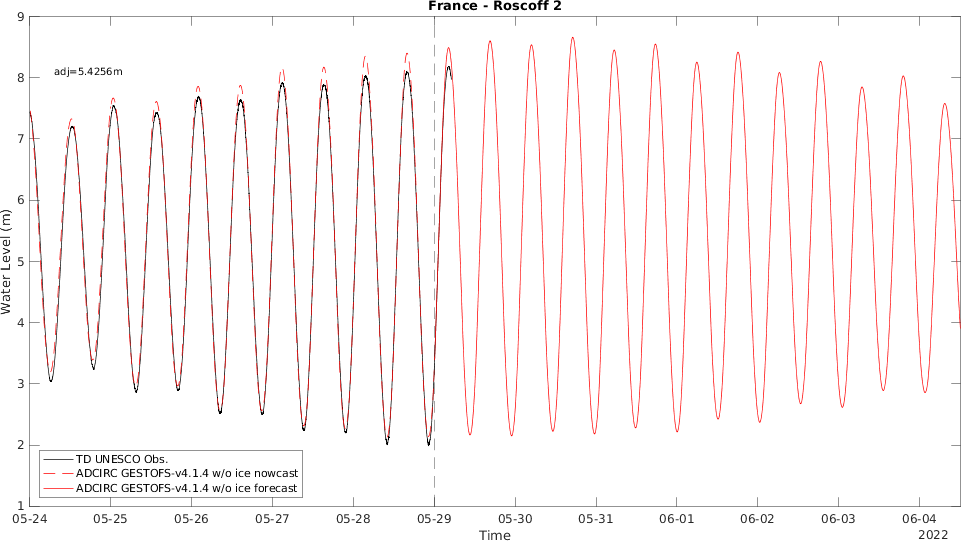 France - Roscoff 2
9
8
7
6
5
4
3
2
1
adj=5.4256m
Water Level (m)
TD UNESCO Obs.
ADCIRC GESTOFS-v4.1.4 w/o ice nowcast
ADCIRC GESTOFS-v4.1.4 w/o ice forecast
05-24 05-25 05-26 05-27 05-28 05-29 05-30 05-31 06-01 06-02 06-03 06-04
Time
2022